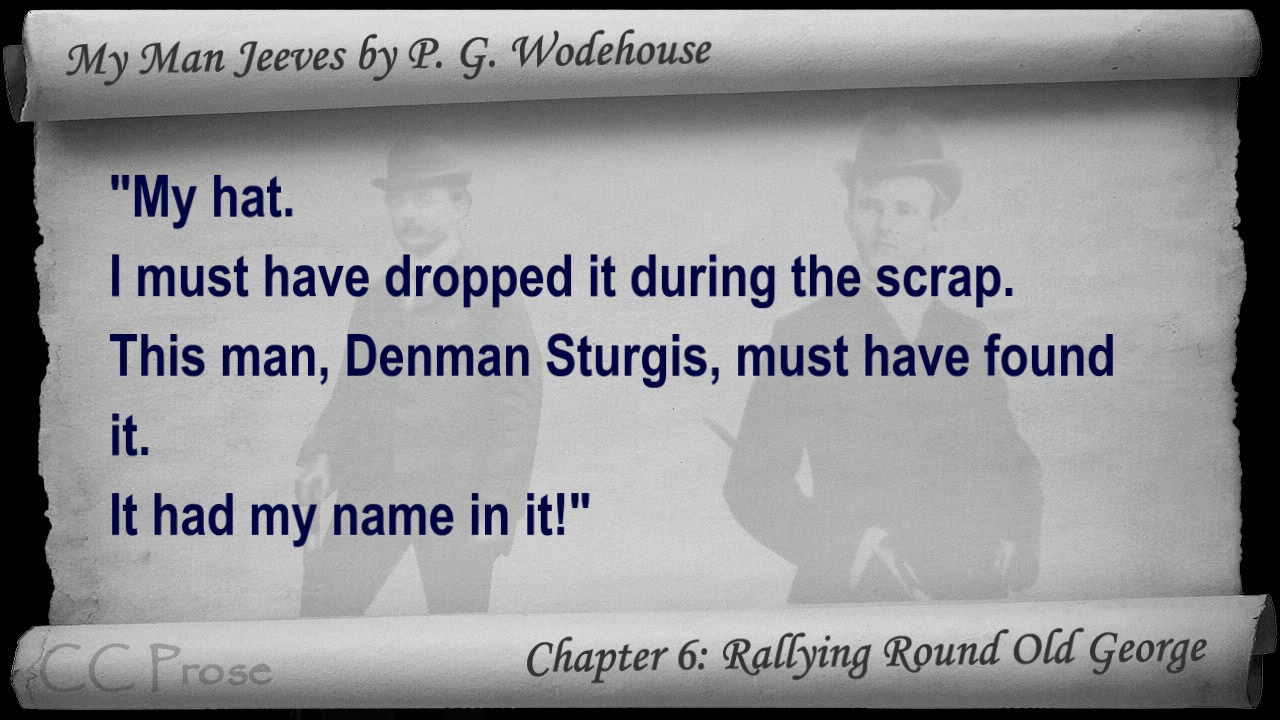 My Man Jeeves by P. G. Wodehouse
"My hat.
I must have dropped it during the scrap.
This man, Denman Sturgis, must have found
it.
It had my name in it!"
CC Prose
Chapter 6: Rallying Round Old George